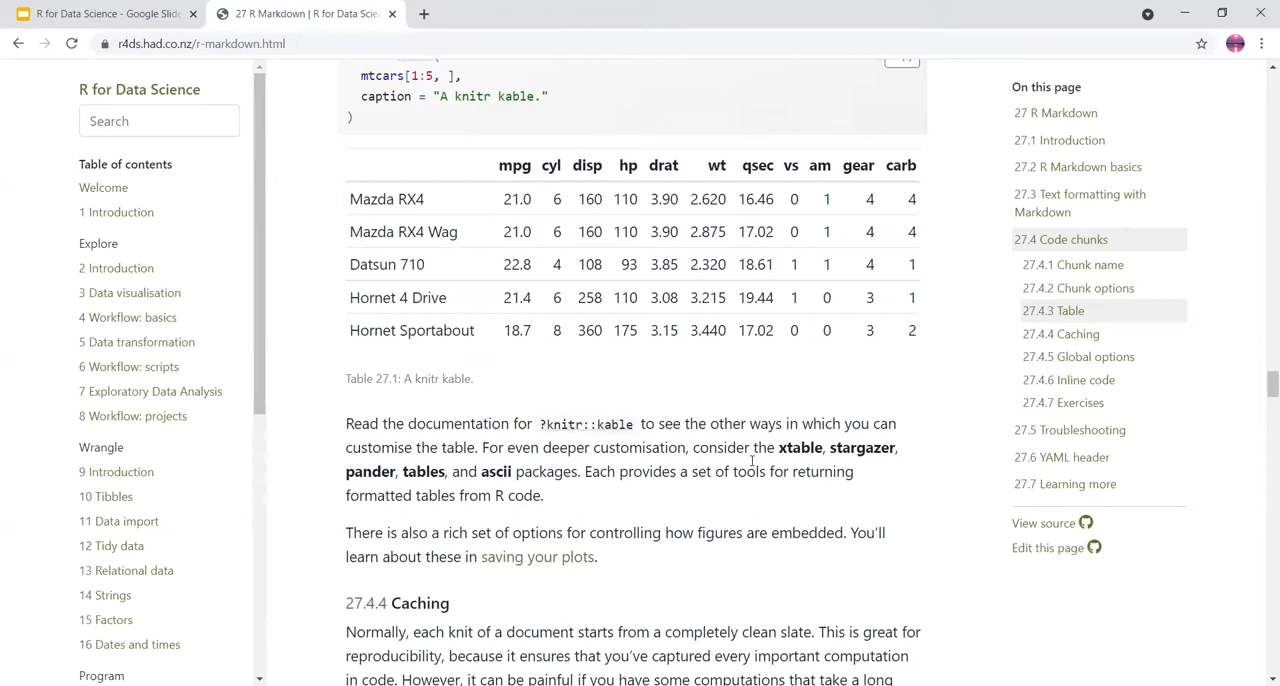 R for Data Science - Google Slide
27 R Markdown | R for Data Scien
r4ds.had.co.nz/r-markdown.html
R for Data Science
Search
Table of contents
Welcome
1 Introduction
Explore
2 Introduction
3 Data visualisation
4 Workflow: basics
5 Data transformation
6 Workflow: scripts
7 Exploratory Data Analysis
8 Workflow: projects
Wrangle
9 Introduction
10 Tibbles
11 Data import
12 Tidy data
13 Relational data
14 Strings
15 Factors
16 Dates and times
Program
mtcars[1:5, ],
caption = "A knitr kable."
)
mpg cyl disp hp drat wt qsec vs am gear carb
Mazda RX4 21.0 6 160 110 3.90 2.620 16.46 0 1 4 4
Mazda RX4 Wag 21.0 6 160 110 3.90 2.875 17.02 0 1 4 4
Datsun 710 22.8 4 108 93 3.85 2.320 18.61 1 1 4 1
Hornet 4 Drive 21.4 6 258 110 3.08 3.215 19.44 1 0 3 1
Hornet Sportabout 18.7 8 360 175 3.15 3.440 17.02 0 0 3 2
Table 27.1: A knitr kable.
Read the documentation for ?knitr::kable to see the other ways in which you can
customise the table. For even deeper customisation, consider the xtable, stargazer,
pander, tables, and ascii packages. Each provides a set of tools for returning
formatted tables from R code.
There is also a rich set of options for controlling how figures are embedded. You’ll
learn about these in saving your plots.
27.4.4 Caching
Normally, each knit of a document starts from a completely clean slate. This is great for
reproducibility, because it ensures that you’ve captured every important computation
in code. However, it can be painful if you have some computations that take a long
On this page
27 R Markdown
27.1 Introduction
27.2 R Markdown basics
27.3 Text formatting with
Markdown
27.4 Code chunks
27.4.1 Chunk name
27.4.2 Chunk options
27.4.3 Table
27.4.4 Caching
27.4.5 Global options
27.4.6 Inline code
27.4.7 Exercises
27.5 Troubleshooting
27.6 YAML header
27.7 Learning more
View source
Edit this page